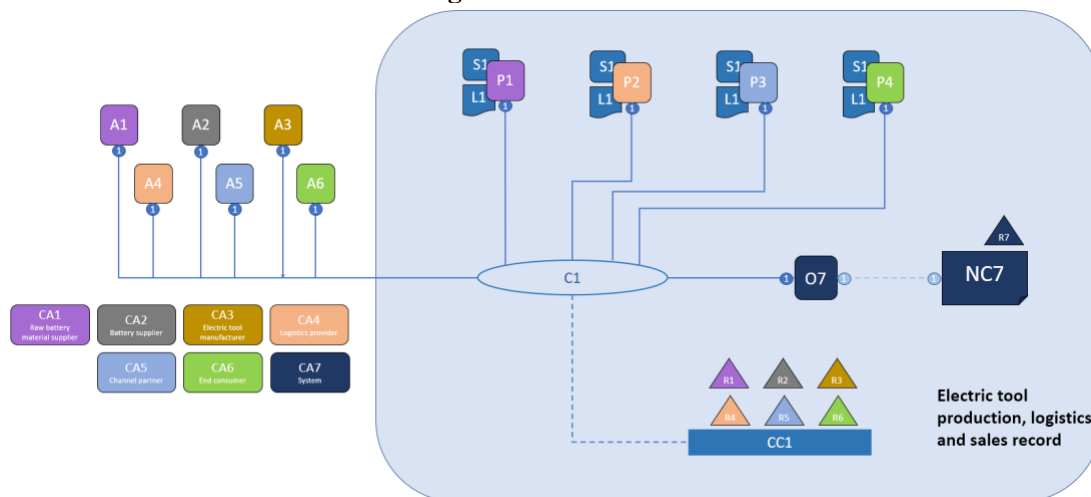 S1
P1
L1
1
S1
P2
L1
1
S1
P3
L1
1
S1
P4
L1
1
A1
1
A2
1
A3
1
A4
1
A5
1
A6
1
C1
1
O7
1
1
NC7
R7
CA1
Raw battery
material supplier
CA2
Battery supplier
CA3
Electric tool
manufacturer
CA4
Logistics provider
CA5
Channel partner
CA6
End consumer
CA7
System
R1
R2
R3
R4
R5
R6
CC1
Electric tool
production, logistics
and sales record